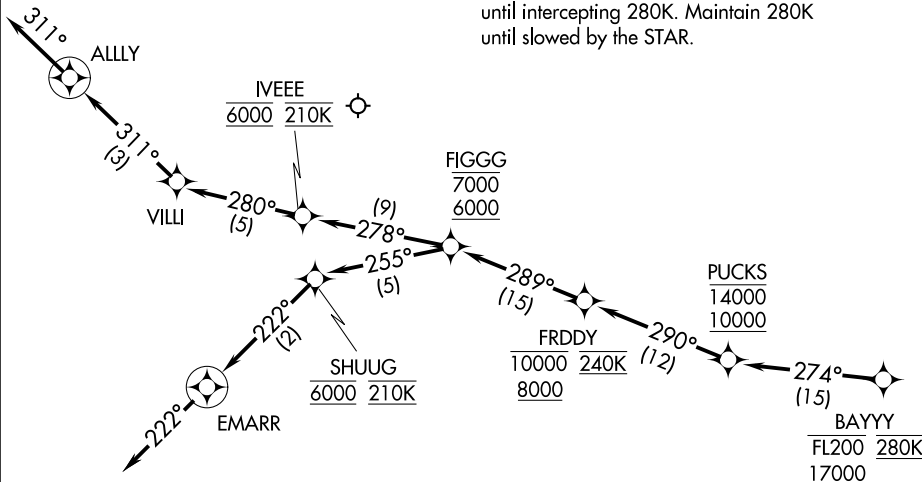 until intercepting 280K. Maintain 280K
until slowed by the STAR.
311°
ALLLY
IVEEE
6000 210K
311°
(3)
FIGGG
7000
6000
VILLI
280°
(5)
(9)
278°
255°
(5)
289°
(15)
PUCKS
14000
10000
222°
(2)
SHUUG
6000 210K
FRDDY
10000 240K
8000
290°
(12)
274°
(15)
EMARR
222°
BAYYY
FL200 280K
17000